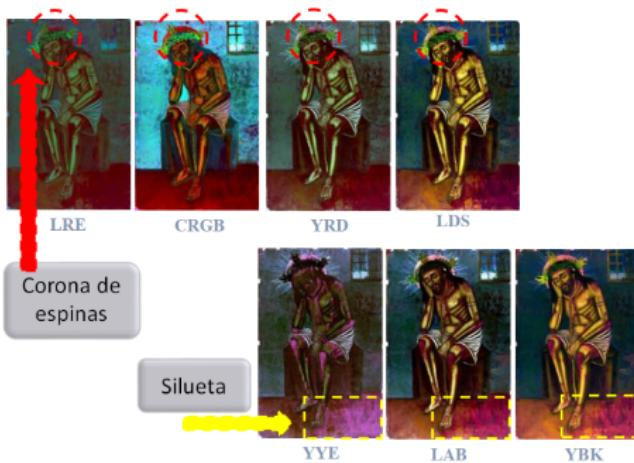 LRE
CRGB
YRD
LDS
Corona de
espinas
Silueta
YYE
LAB
YBK